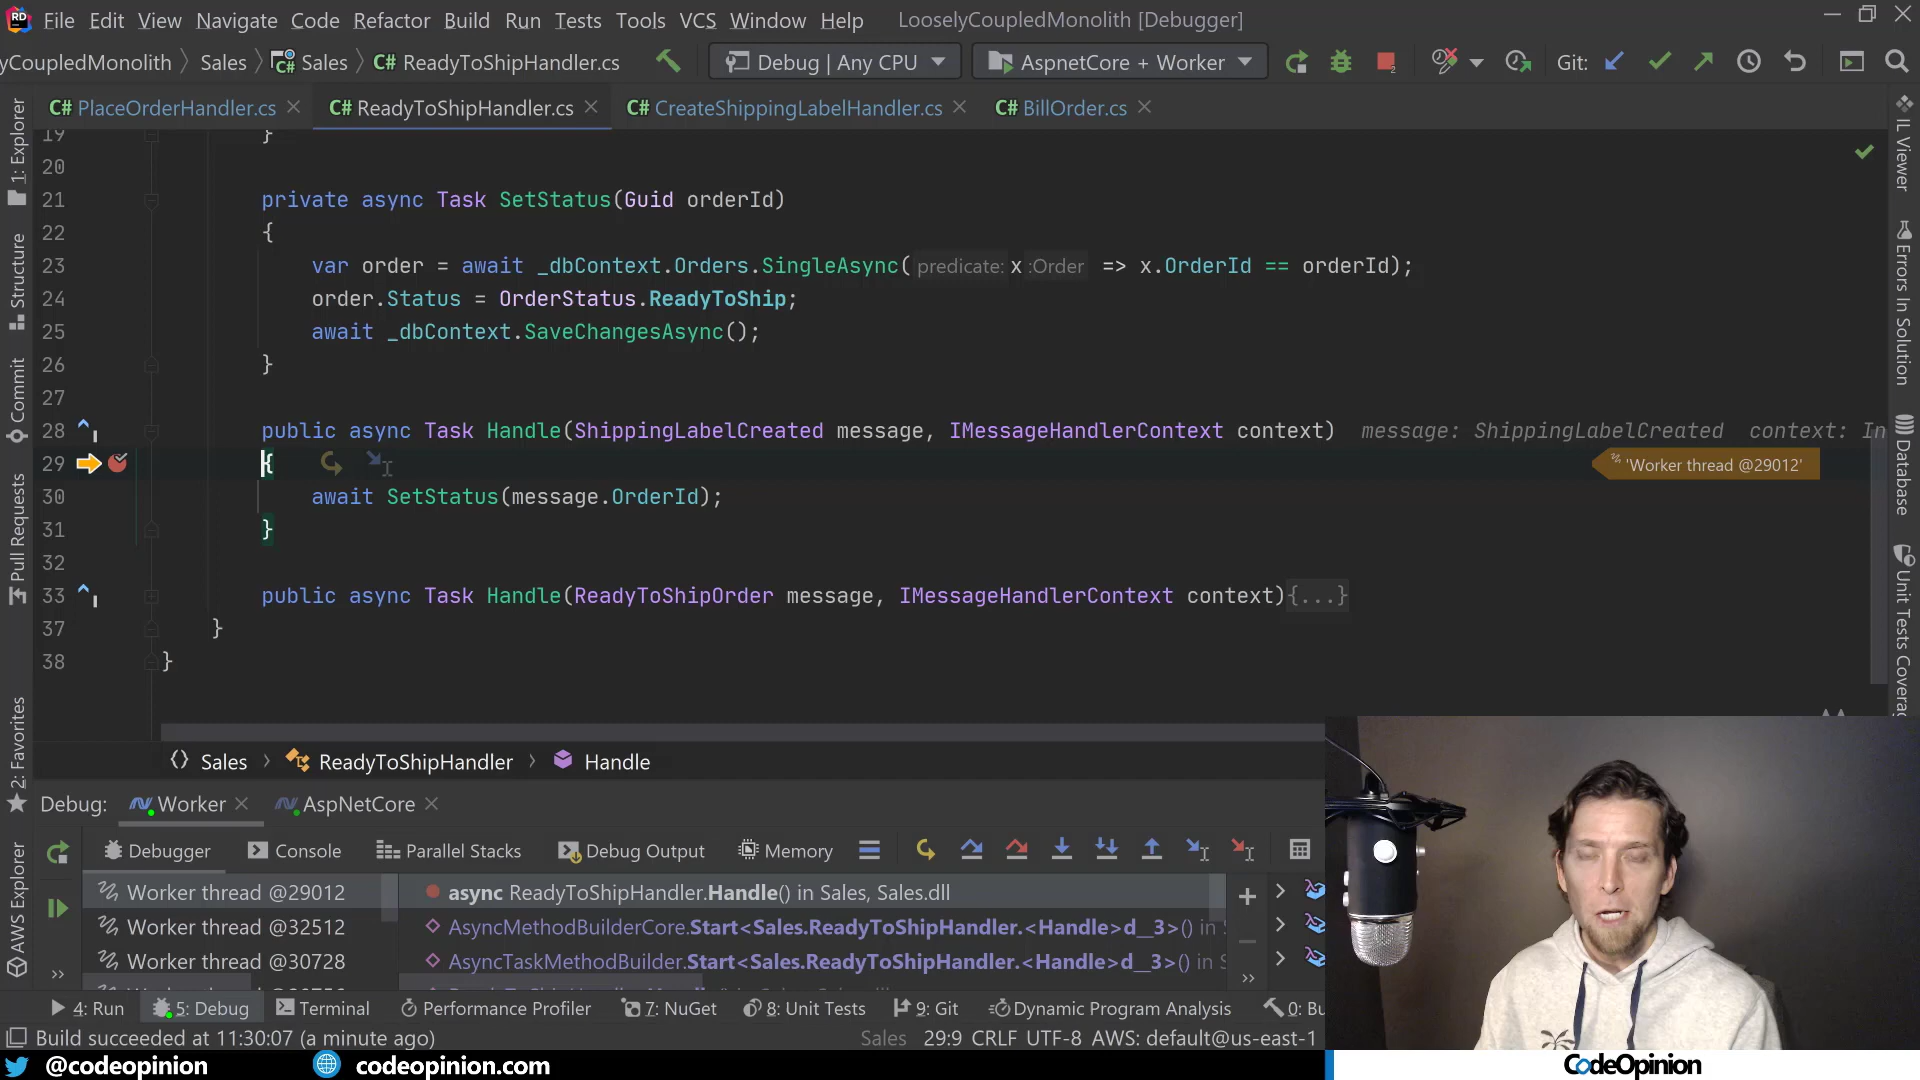 File Edit View Navigate Code Refactor Build Run Tests Tools VCS Window Help LooselyCoupledMonolith [Debugger]
yCoupledMonolith Sales Sales C# ReadyToShipHandler.cs Debug | Any CPU AspnetCore + Worker Git:
C# PlaceOrderHandler.cs C# ReadyToShipHandler.cs C# CreateShippingLabelHandler.cs C# BillOrder.cs
19 }
20
21 private async Task SetStatus(Guid orderId)
22 {
23 var order = await _dbContext.Orders.SingleAsync( predicate: x :Order => x.OrderId == orderId);
24 order.Status = OrderStatus.ReadyToShip;
25 await _dbContext.SaveChangesAsync();
26 }
27
28 public async Task Handle(ShippingLabelCreated message, IMessageHandlerContext context) message: ShippingLabelCreated context: In
29 { 'Worker thread @29012'
30 await SetStatus(message.OrderId);
31 }
32
33 public async Task Handle(ReadyToShipOrder message, IMessageHandlerContext context){...}
37 }
38 }
1: Explorer
Structure
Commit
Pull Requests
2: Favorites
AWS Explorer
IL Viewer
Errors In Solution
Database
Unit Tests Coverag
Sales ReadyToShipHandler Handle
Debug: Worker AspNetCore
Debugger Console Parallel Stacks Debug Output Memory
Worker thread @29012 async ReadyToShipHandler.Handle() in Sales, Sales.dll
Worker thread @32512 AsyncMethodBuilderCore.Start<Sales.ReadyToShipHandler.<Handle>d__3>() in S
Worker thread @30728 AsyncTaskMethodBuilder.Start<Sales.ReadyToShipHandler.<Handle>d__3>() in S
4: Run 5: Debug Terminal Performance Profiler 7: NuGet 8: Unit Tests 9: Git Dynamic Program Analysis 0: Bu
Build succeeded at 11:30:07 (a minute ago) Sales 29:9 CRLF UTF-8 AWS: default@us-east-1
@codeopinion codeopinion.com
CodeOpinion